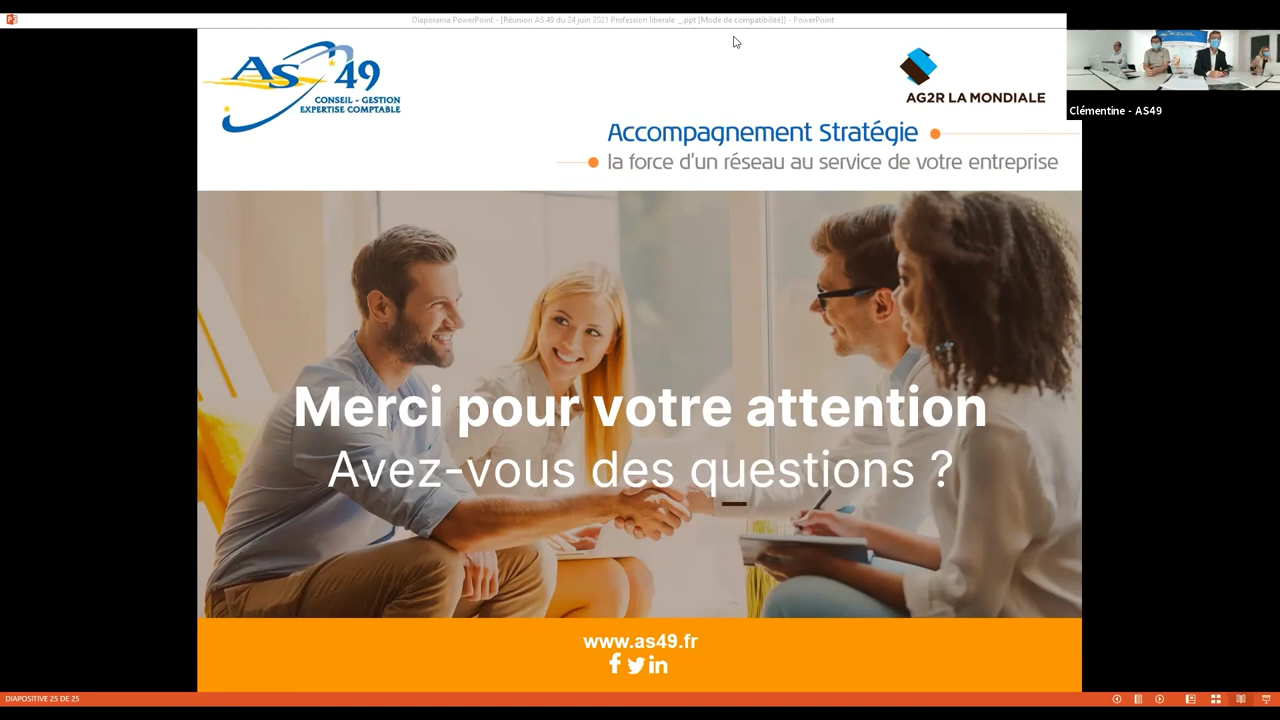 Diaporama PowerPoint - [Réunion AS 49 du 24 juin 2021 Profession liberale _.ppt [Mode de compatibilité]] - PowerPoint
AS 49
CONSEIL - GESTION
EXPERTISE COMPTABLE
AG2R LA MONDIALE
Clémentine - AS49
Accompagnement Stratégie
la force d'un réseau au service de votre entreprise
Merci pour votre attention
Avez-vous des questions ?
www.as49.fr
DIAPOSITIVE 25 DE 25